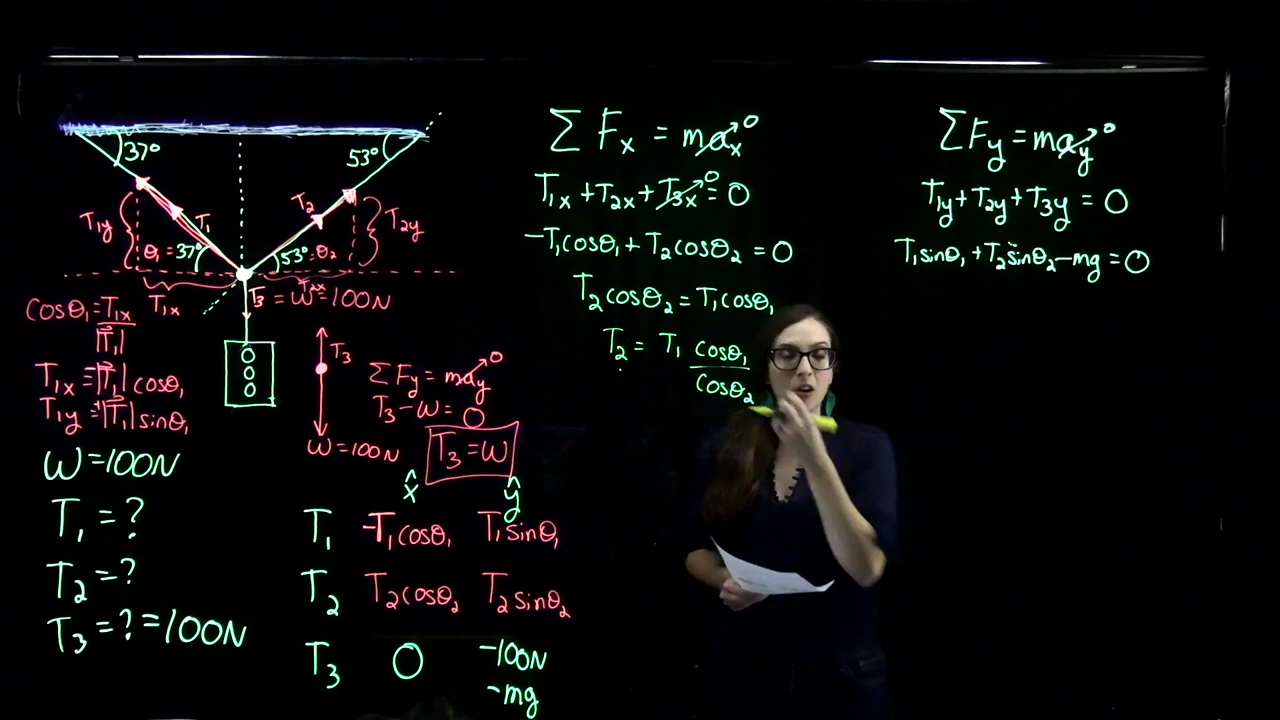 37°
53°
T₁y
T₁
T₂
T₂y
θ₁ = 37°
53° = θ₂
T₁x
T₂x
T₃ = W = 100N
cosθ₁ = T₁x / |T⃗₁|
T₁x = |T⃗₁| cosθ₁
T₁y = |T⃗₁| sinθ₁
W = 100N
T₁ = ?
T₂ = ?
T₃ = ? = 100N
T₃
W = 100N
ΣFy = may → 0
T₃ - W = 0
T₃ = W
x̂ ŷ
T₁ -T₁cosθ₁ T₁sinθ₁
T₂ T₂cosθ₂ T₂sinθ₂
T₃ 0 -100N
-mg
ΣFx = max → 0
T₁x + T₂x + T₃x → 0 = 0
-T₁cosθ₁ + T₂cosθ₂ = 0
T₂cosθ₂ = T₁cosθ₁
T₂ = T₁ cosθ₁ / cosθ₂
ΣFy = may → 0
T₁y + T₂y + T₃y = 0
T₁sinθ₁ + T₂sinθ₂ - mg = 0